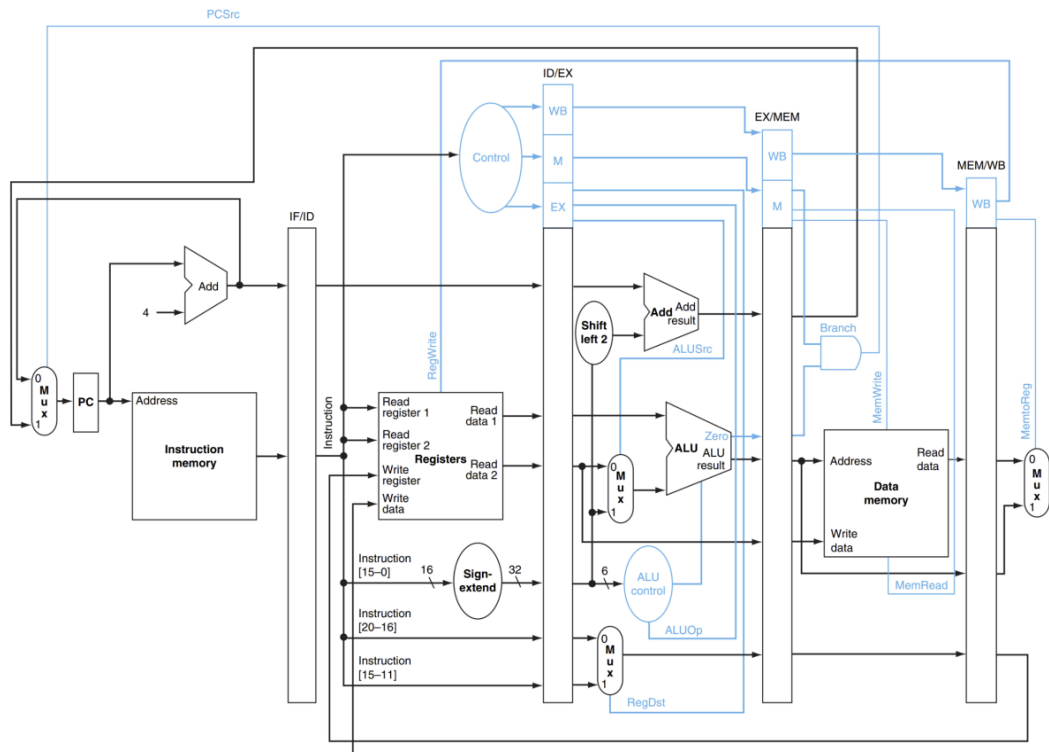 PCSrc
ID/EX
WB
EX/MEM
Control
M
WB
MEM/WB
EX
M
WB
IF/ID
Add
4
RegWrite
Shift
left 2
Add
Add
result
Branch
ALUSrc
MemWrite
MemtoReg
0
M
u
x
1
PC
Address
Instruction
memory
Instruction
Read
register 1
Read
register 2
Write
register
Write
data
Registers
Read
data 1
Read
data 2
0
M
u
x
1
ALU
Zero
ALU
result
Address
Write
data
Data
memory
Read
data
0
M
u
x
1
Instruction
[15–0]
16
Sign-
extend
32
6
ALU
control
MemRead
ALUOp
Instruction
[20–16]
Instruction
[15–11]
0
M
u
x
1
RegDst